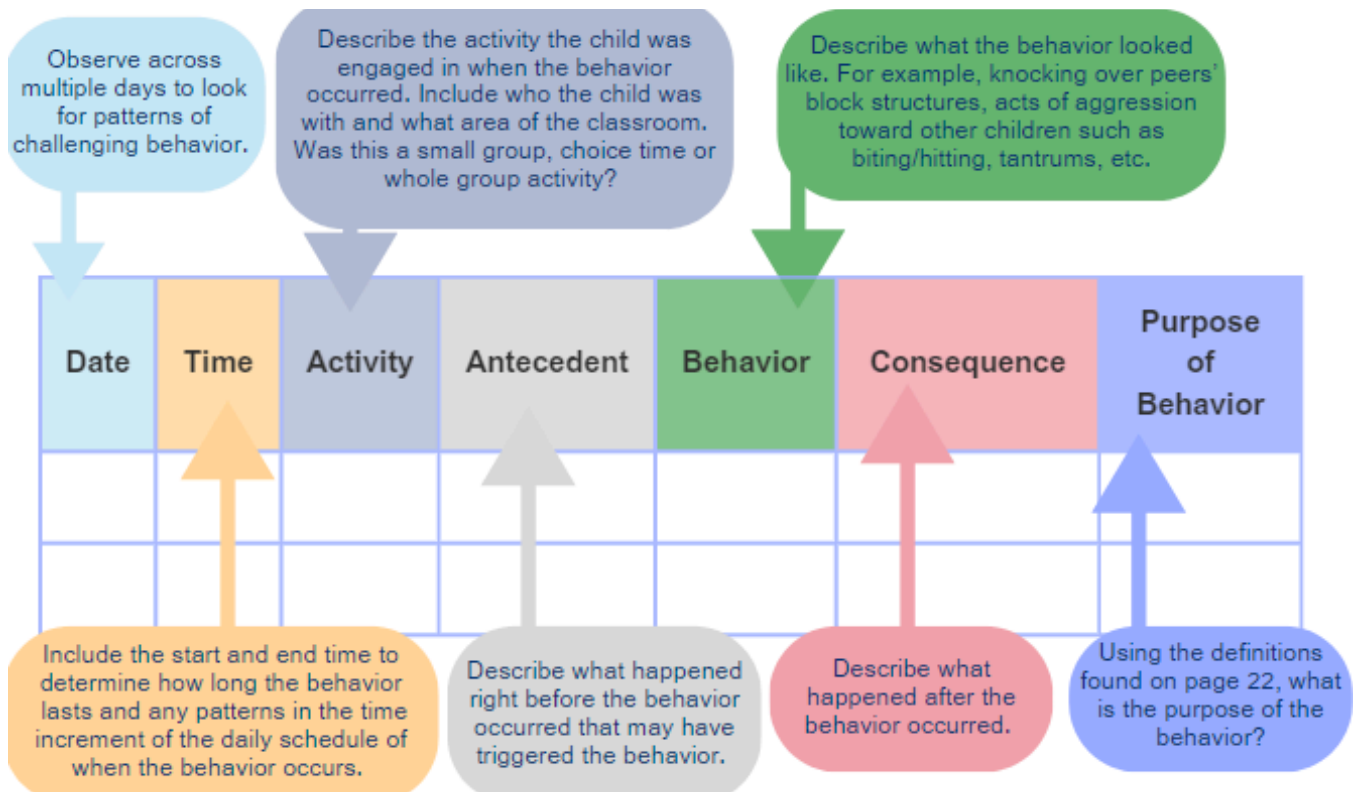 Observe across
multiple days to look
for patterns of
challenging behavior.
Describe the activity the child was
engaged in when the behavior
occurred. Include who the child was
with and what area of the classroom.
Was this a small group, choice time or
whole group activity?
Describe what the behavior looked
like. For example, knocking over peers’
block structures, acts of aggression
toward other children such as
biting/hitting, tantrums, etc.
Date
Time
Activity
Antecedent
Behavior
Consequence
Purpose
of
Behavior
Include the start and end time to
determine how long the behavior
lasts and any patterns in the time
increment of the daily schedule of
when the behavior occurs.
Describe what happened
right before the behavior
occurred that may have
triggered the behavior.
Describe what
happened after the
behavior occurred.
Using the definitions
found on page 22, what
is the purpose of the
behavior?